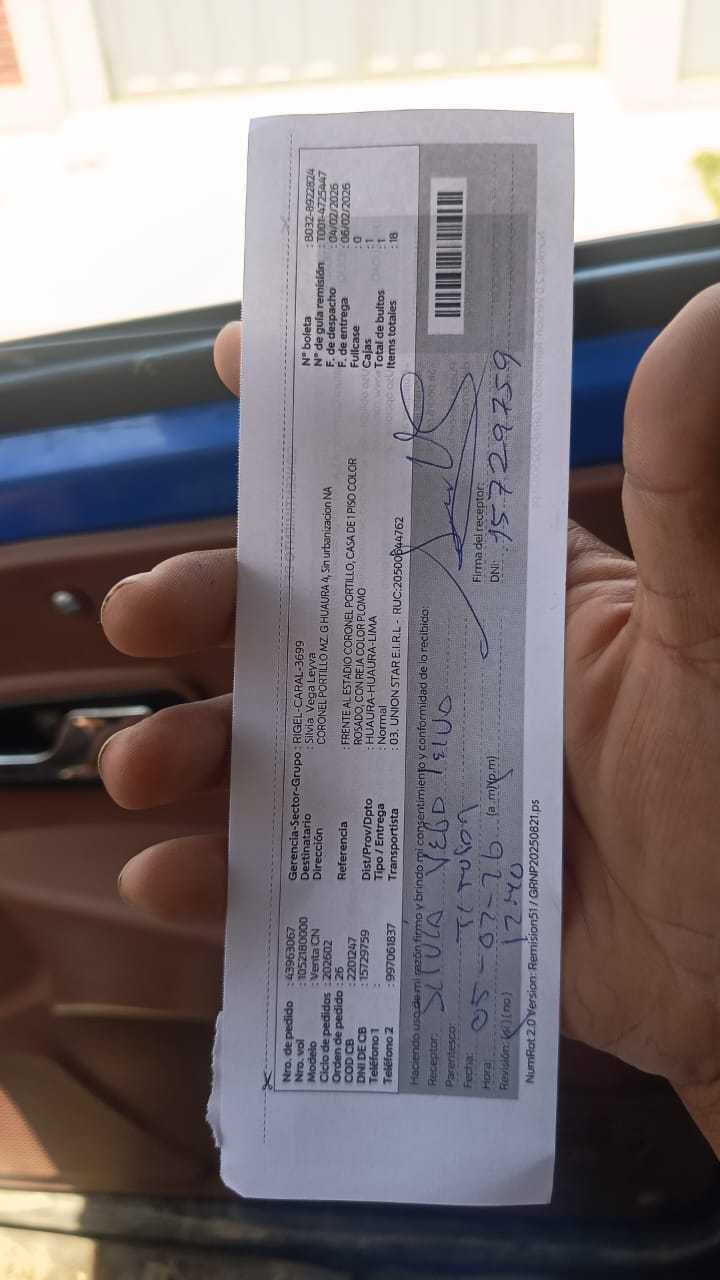 Nro. de pedido : 43963067
Nro. vol : 1052180000
Modelo : Venta CN
Ciclo de pedidos : 202602
Orden de pedido : 26
COD CB : 2201247
DNI DE CB : 15729759
Teléfono 1 :
Teléfono 2 : 997061837
Gerencia-Sector-Grupo : RIGEL-CARAL-3699
Destinatario : Silvia Vega Leyva
Dirección : CORONEL PORTILLO MZ. G HUAURA 4, Sin urbanizacion NA
Referencia : FRENTE AL ESTADIO CORONEL PORTILLO, CASA DE 1 PISO COLOR
ROSADO, CON REJA COLOR PLOMO
Dist/Prov/Dpto : HUAURA-HUAURA-LIMA
Tipo / Entrega : Normal
Transportista : 03. UNION STAR E.I.R.L - RUC:20500644762
N° boleta : B032-8922824
N° de guía remisión : T001-4725447
F. de despacho : 04/02/2026
F. de entrega : 06/02/2026
Fullcase : 0
Cajas : 1
Total de bultos : 1
Items totales : 18
Haciendo uso de mi razón firmo y brindo mi consentimiento y conformidad de lo recibido:
Receptor: SILVIA VEGA
Parentesco: TITULAR
Fecha: 05-02-26
Hora: 12:40 (a.m)(p.m)
Revisión: (si) (no)
Firma del receptor:
DNI: 15729759
NumRot 2.0 Version: Remision51 / GRNP20250821.ps